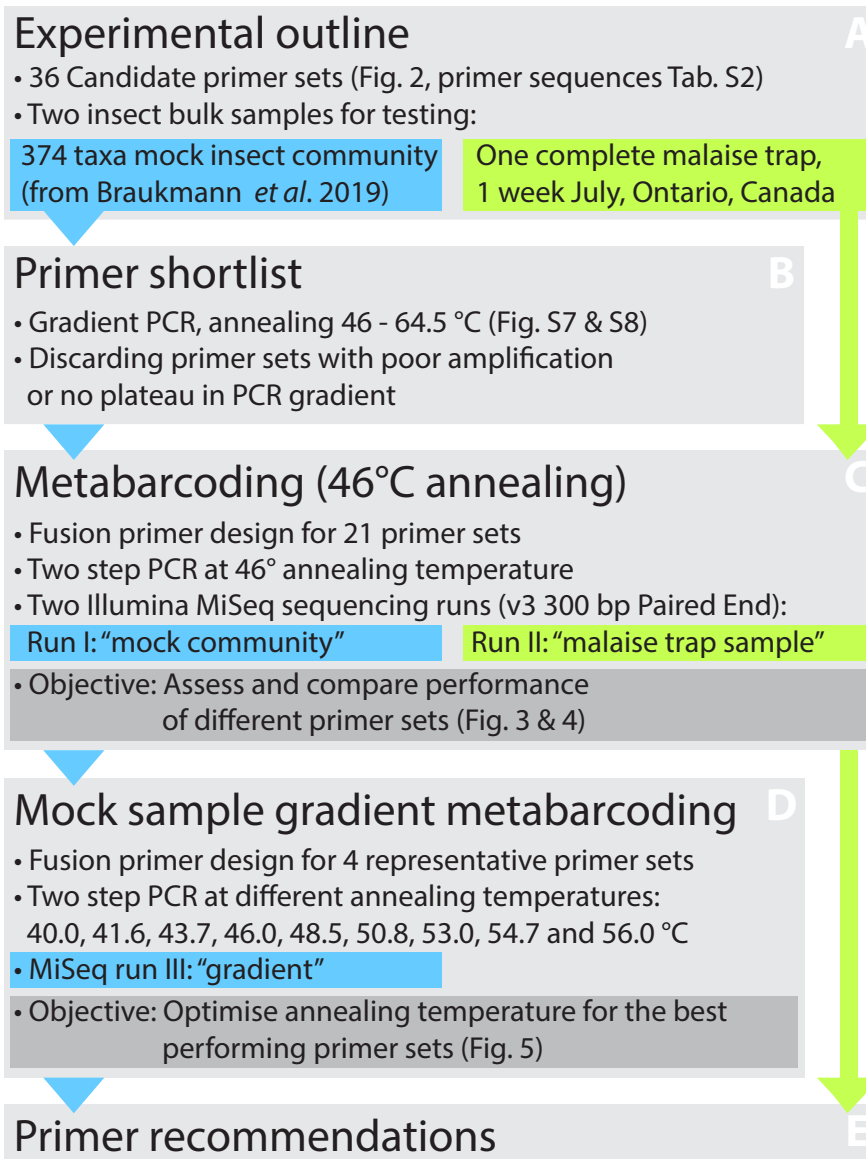 Experimental outline A
• 36 Candidate primer sets (Fig. 2, primer sequences Tab. S2)
• Two insect bulk samples for testing:
374 taxa mock insect community
(from Braukmann et al. 2019)
One complete malaise trap,
1 week July, Ontario, Canada
Primer shortlist B
• Gradient PCR, annealing 46 - 64.5 °C (Fig. S7 & S8)
• Discarding primer sets with poor amplification
or no plateau in PCR gradient
Metabarcoding (46°C annealing) C
• Fusion primer design for 21 primer sets
• Two step PCR at 46° annealing temperature
• Two Illumina MiSeq sequencing runs (v3 300 bp Paired End):
Run I: “mock community”
Run II: “malaise trap sample”
• Objective: Assess and compare performance
of different primer sets (Fig. 3 & 4)
Mock sample gradient metabarcoding D
• Fusion primer design for 4 representative primer sets
• Two step PCR at different annealing temperatures:
40.0, 41.6, 43.7, 46.0, 48.5, 50.8, 53.0, 54.7 and 56.0 °C
• MiSeq run III: “gradient”
• Objective: Optimise annealing temperature for the best
performing primer sets (Fig. 5)
Primer recommendations E